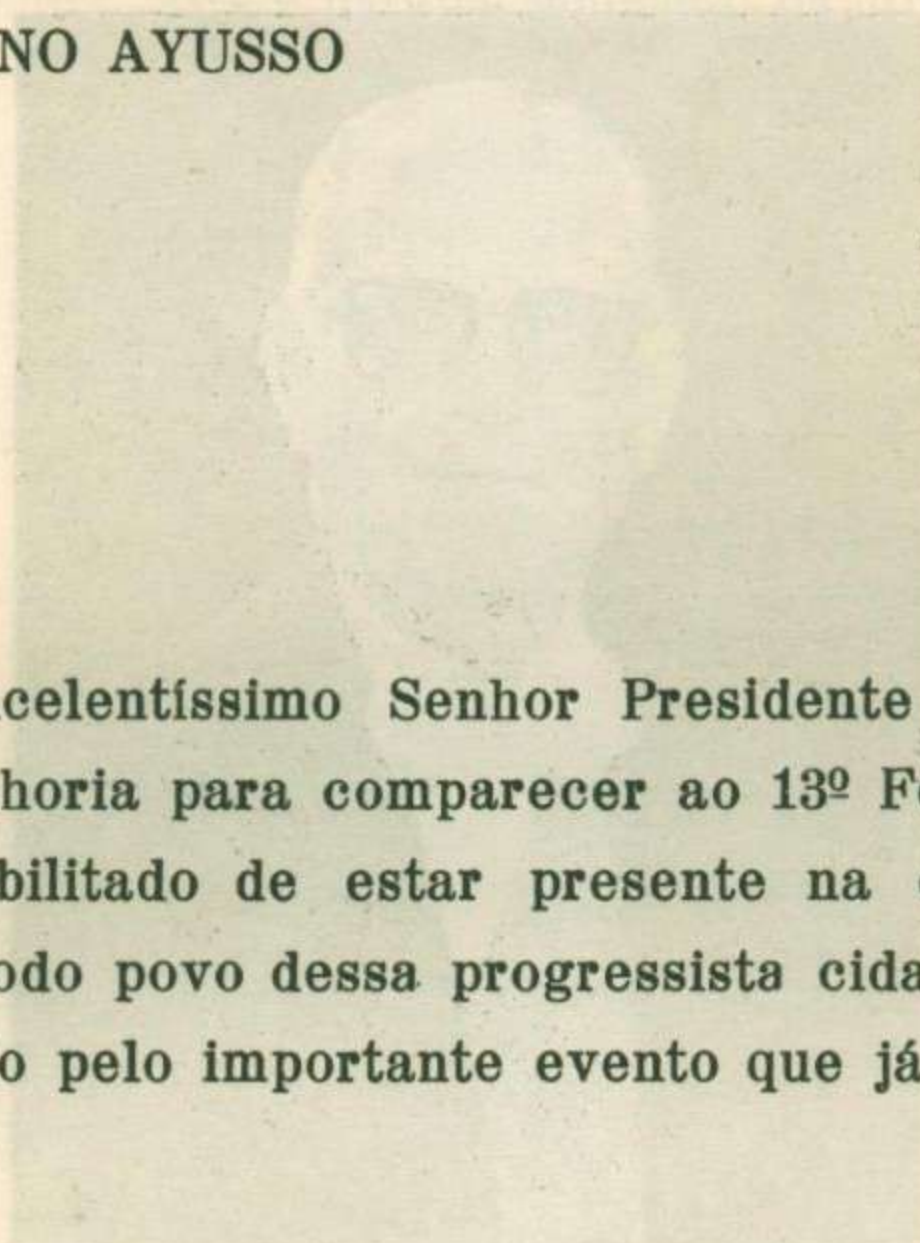 NO AYUSSO
celentíssimo Senhor Presidente
horia para comparecer ao 13º F
bilitado de estar presente na
odo povo dessa progressista cida
o pelo importante evento que já